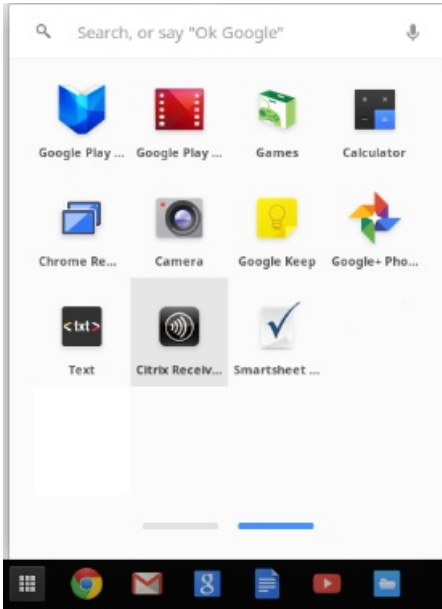 Search, or say "Ok Google"
Google Play ... Google Play ... Games Calculator
Chrome Re... Camera Google Keep Google+ Pho...
<txt>
Text Citrix Receiv... Smartsheet ...
8